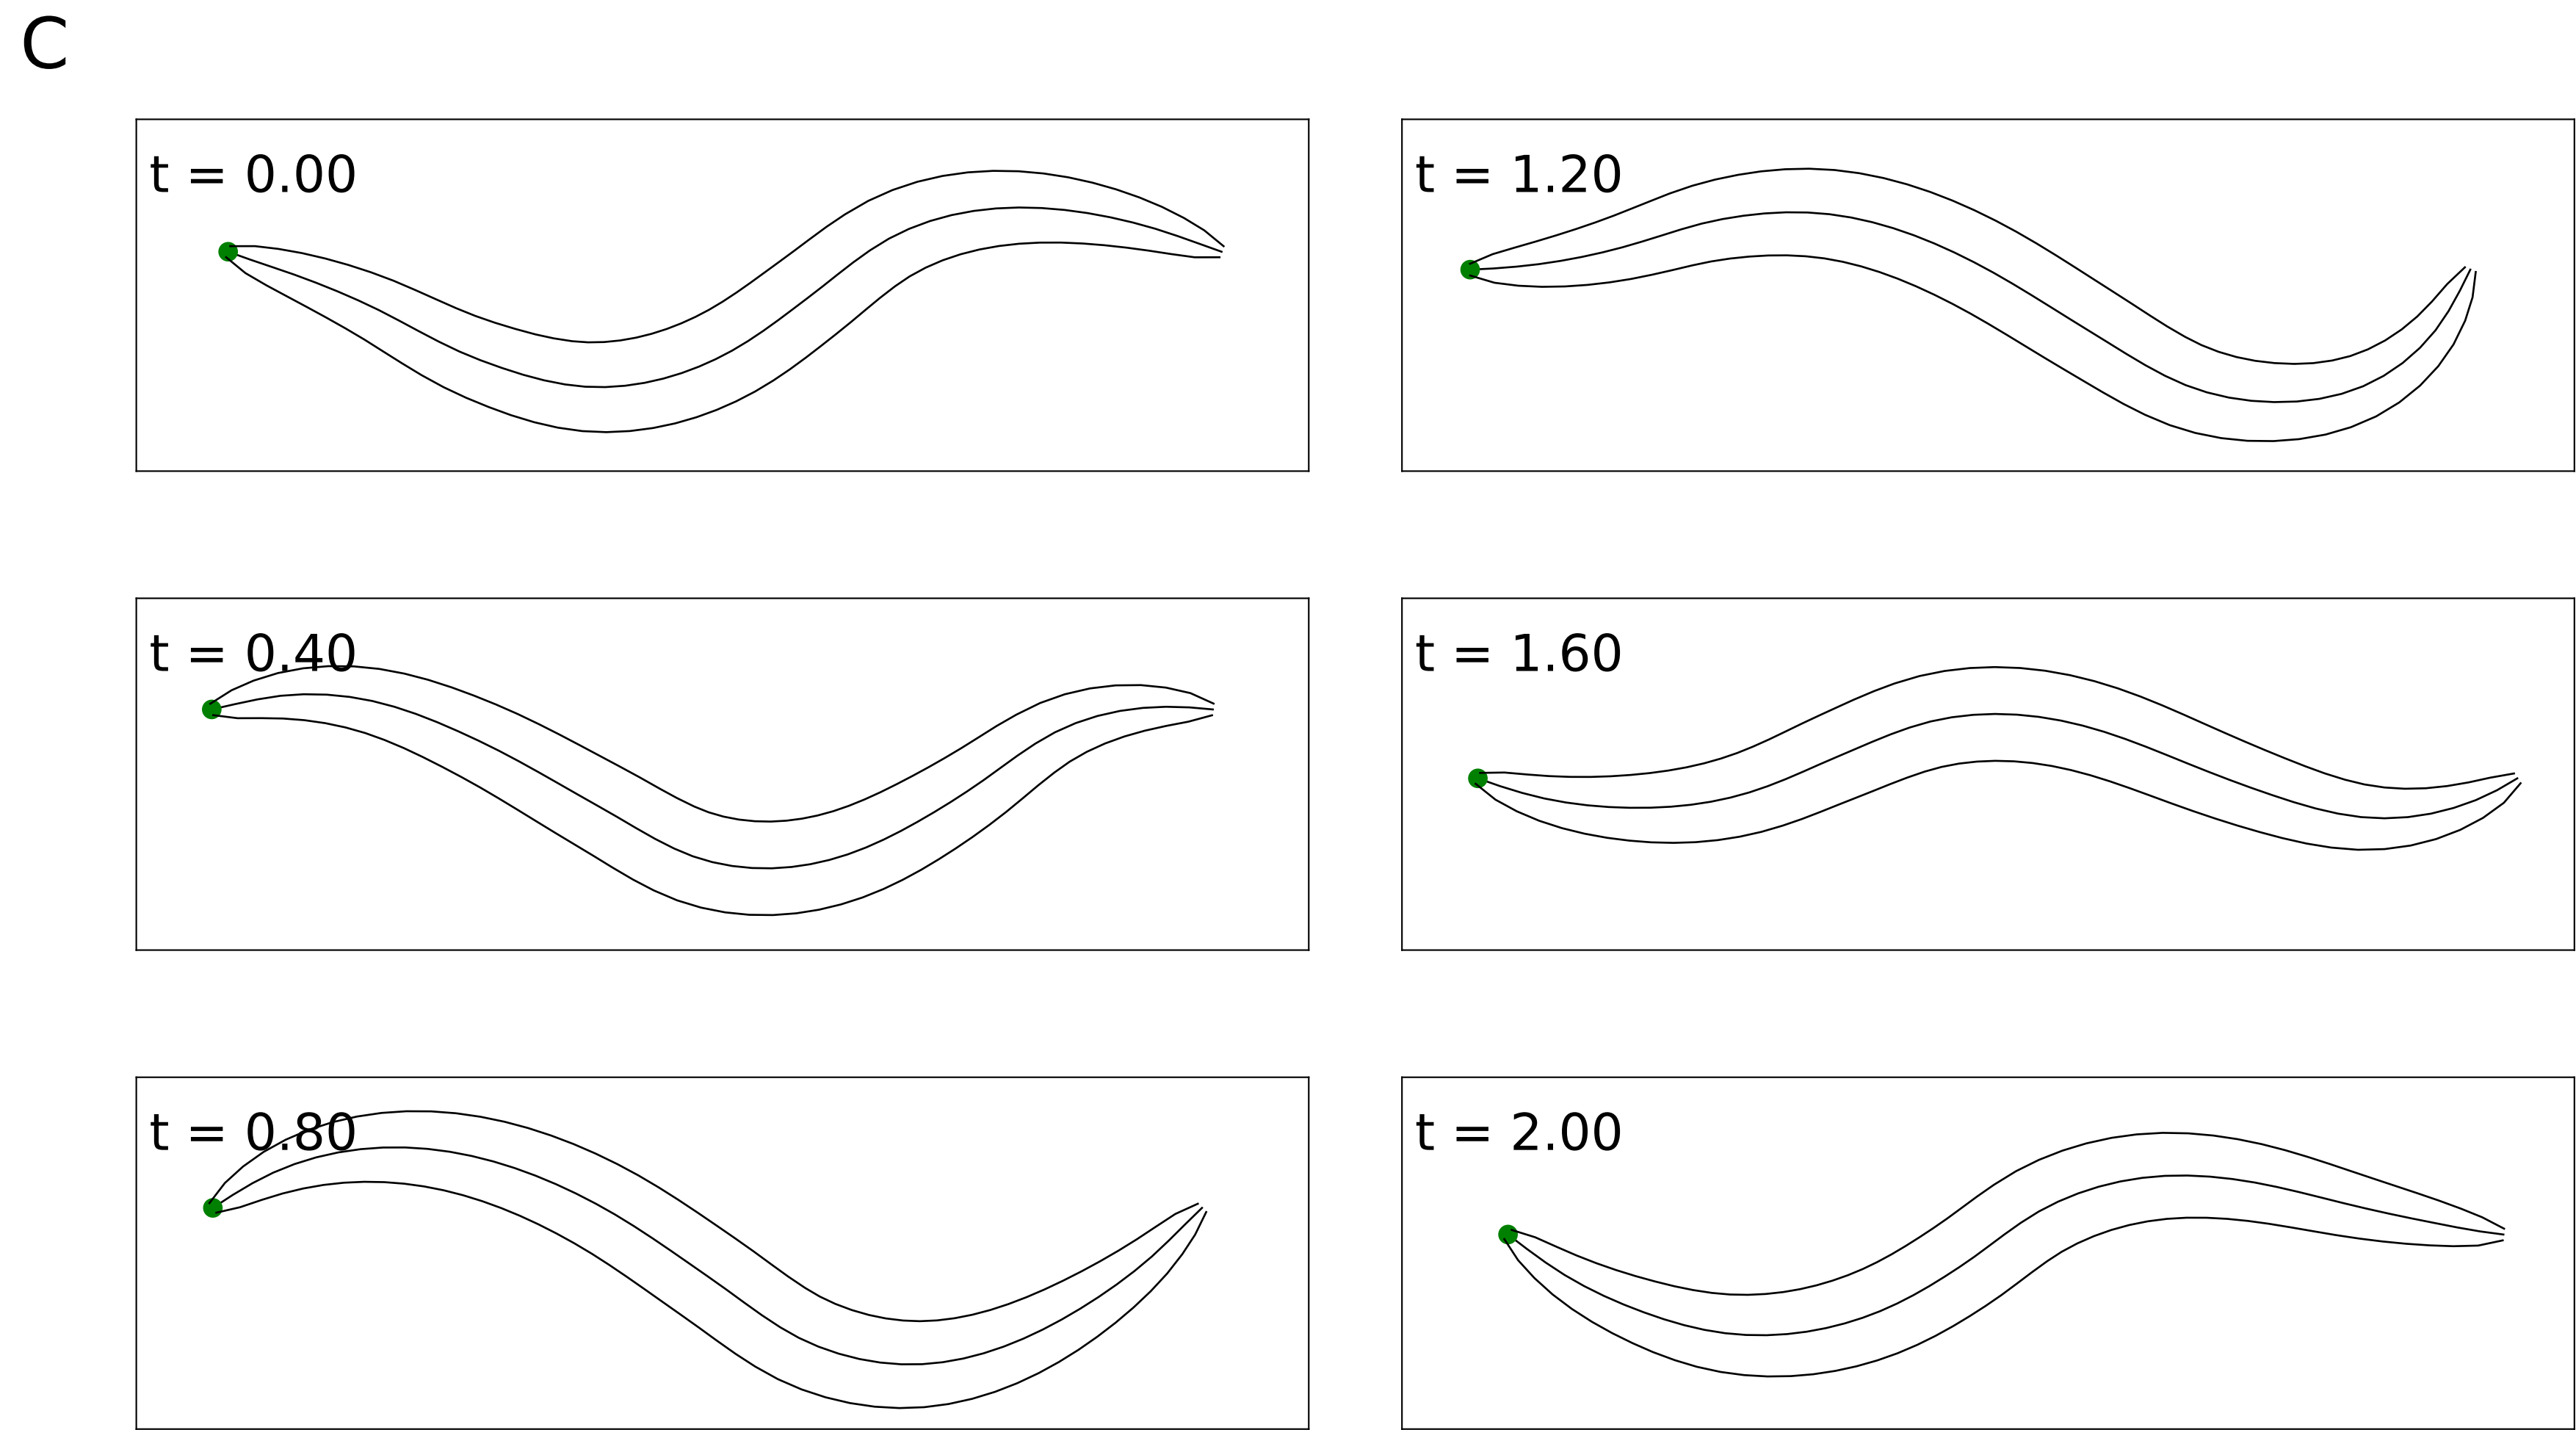 C
t = 0.00
t = 1.20
t = 0.40
t = 1.60
t = 0.80
t = 2.00